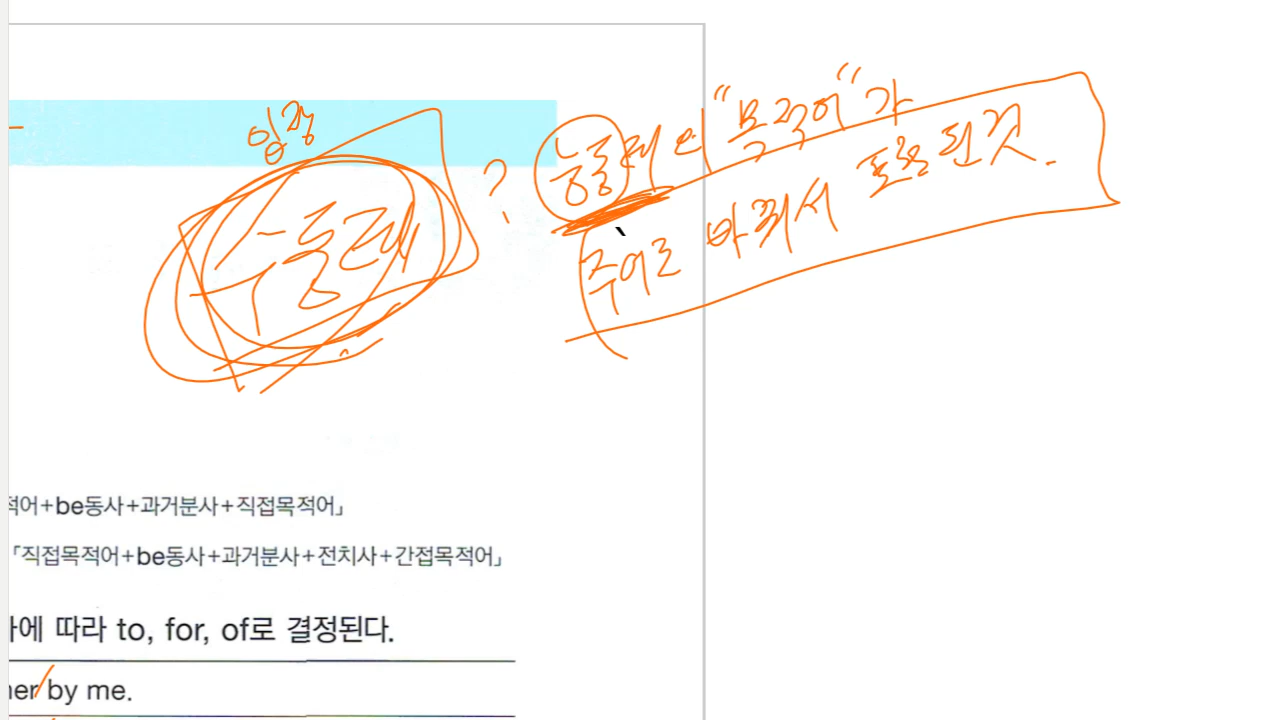 입장
수동태 ? 능동태의 "목적어"가
주어로 바뀌서 표현된것.
적어+be동사+과거분사+직접목적어」
「직접목적어+be동사+과거분사+전치사+간접목적어」
에 따라 to, for, of로 결정된다.
her/by me.